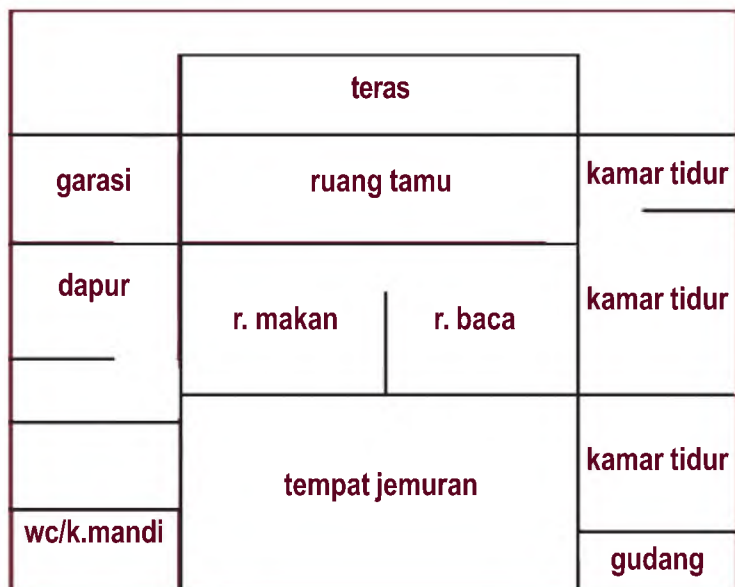 teras
garasi
ruang tamu
kamar tidur
dapur
r. makan
r. baca
kamar tidur
tempat jemuran
kamar tidur
wc/k.mandi
gudang